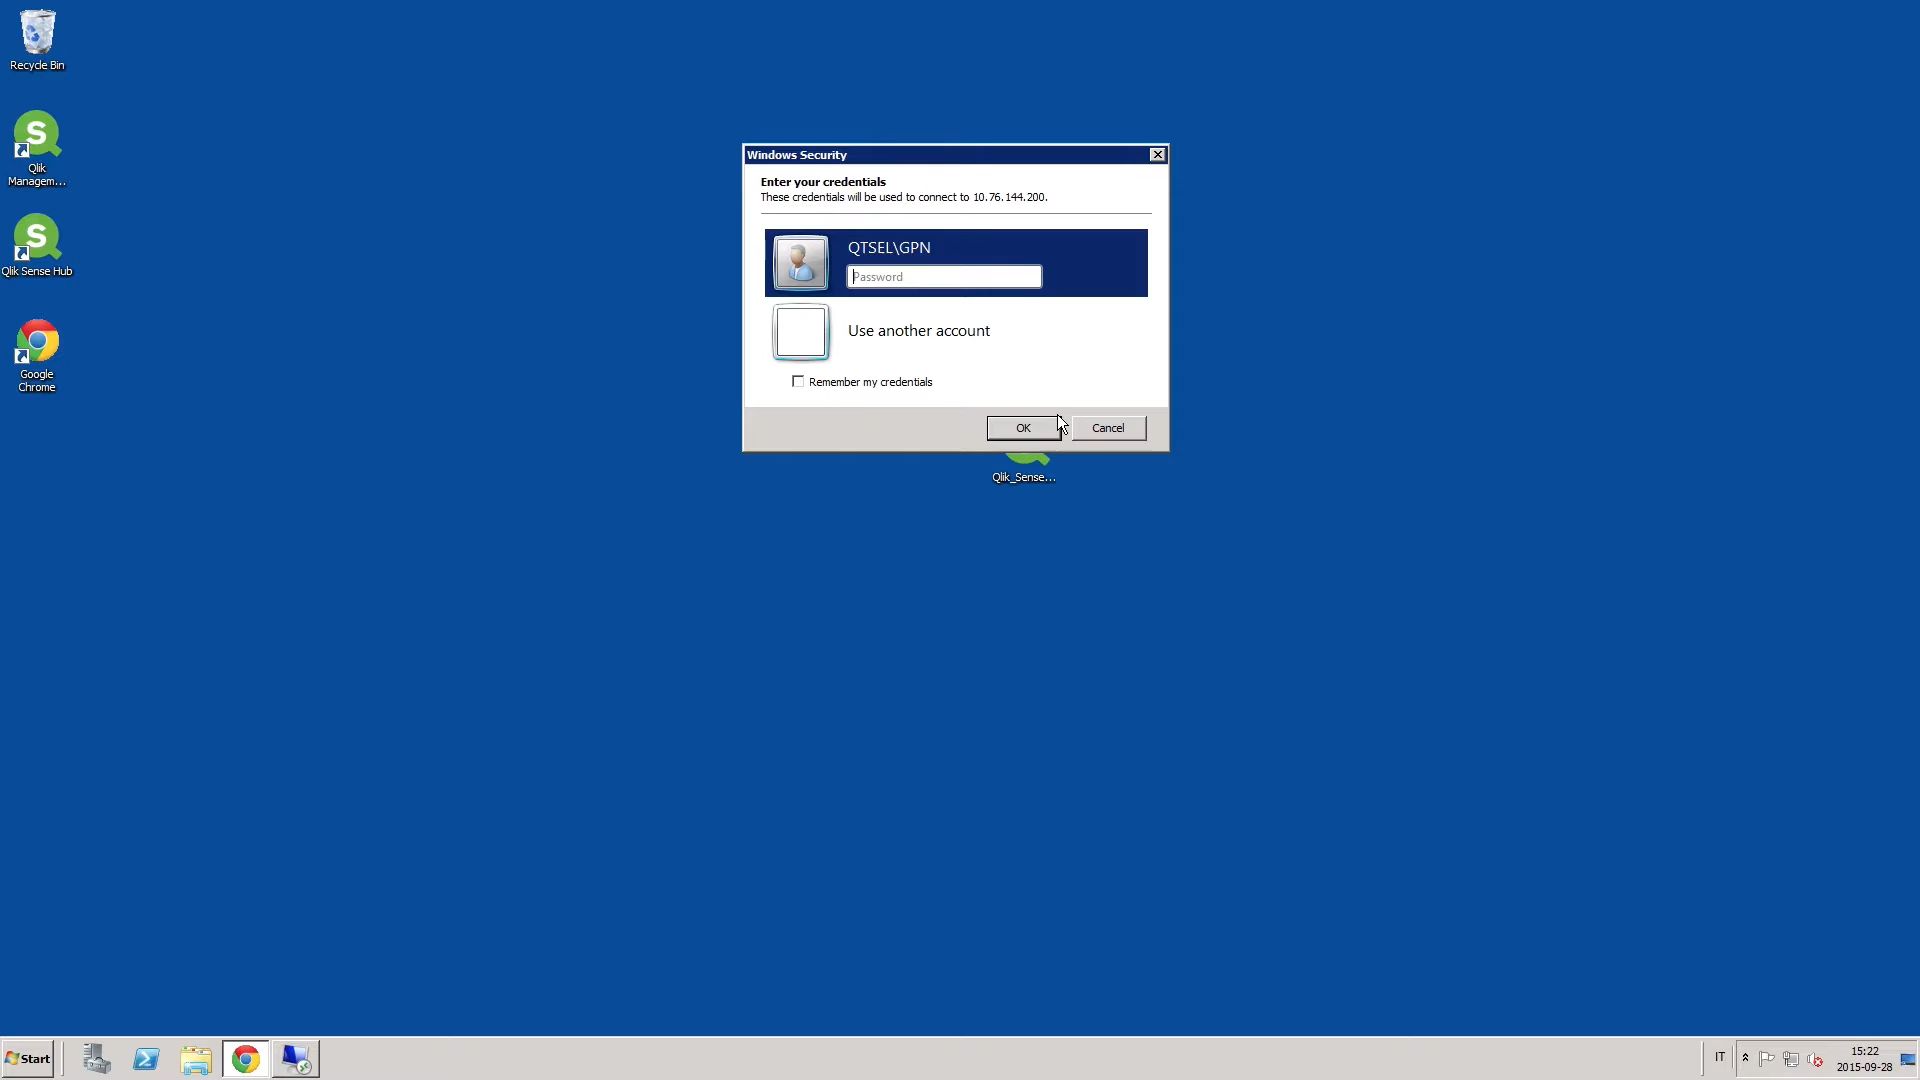 Recycle Bin
S
Qlik
Managem...
S
Qlik Sense Hub
Google
Chrome
Windows Security
Enter your credentials
These credentials will be used to connect to 10.76.144.200.
QTSEL\GPN
Password
Use another account
Remember my credentials
OK
Cancel
Qlik_Sense...
Start
IT
15:22
2015-09-28